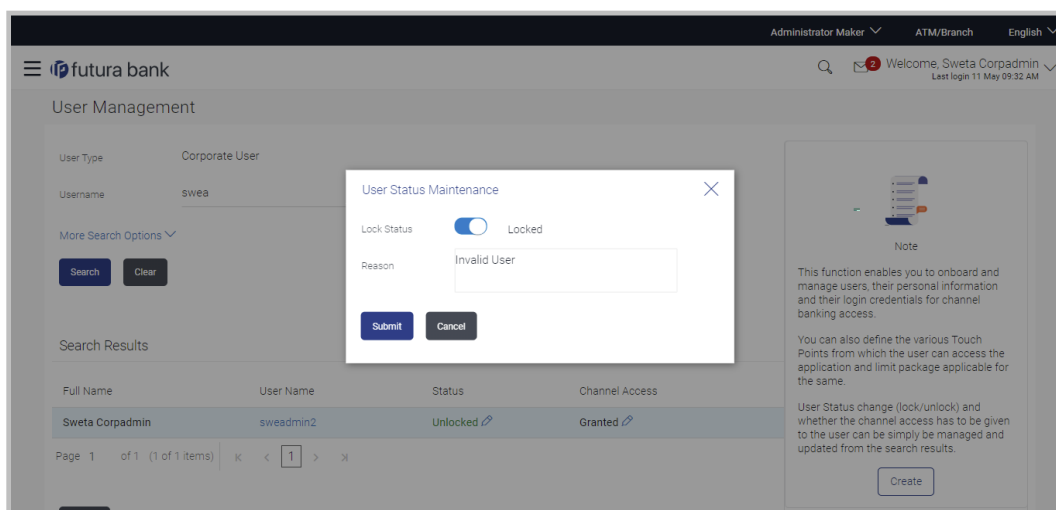 Administrator Maker ATM/Branch English
futura bank
2 Welcome, Sweta Corpadmin
Last login 11 May 09:32 AM
User Management
User Type Corporate User
Username swea
More Search Options
Search Clear
User Status Maintenance
Lock Status Locked
Reason Invalid User
Submit Cancel
Note
This function enables you to onboard and
manage users, their personal information
and their login credentials for channel
banking access.
You can also define the various Touch
Points from which the user can access the
application and limit package applicable for
the same.
User Status change (lock/unlock) and
whether the channel access has to be given
to the user can be simply be managed and
updated from the search results.
Create
Search Results
Full Name User Name Status Channel Access
Sweta Corpadmin sweadmin2 Unlocked Granted
Page 1 of 1 (1 of 1 items) K < 1 > X